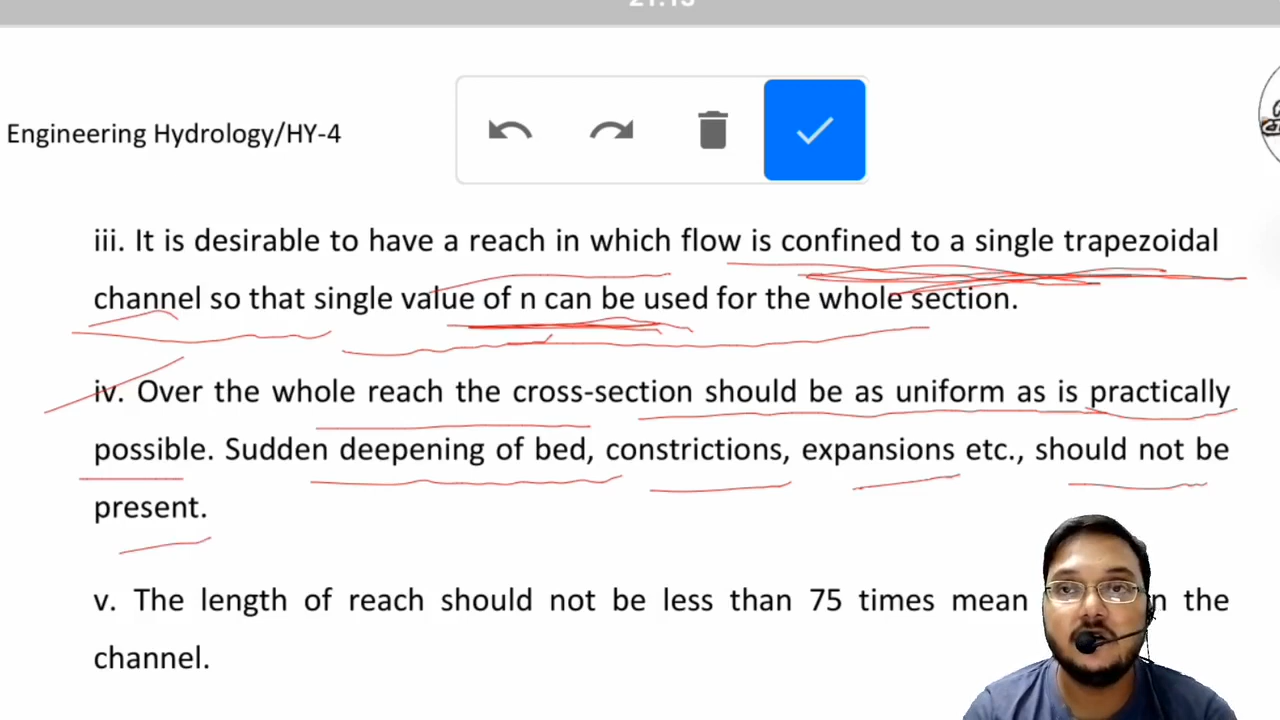 Engineering Hydrology/HY-4
iii. It is desirable to have a reach in which flow is confined to a single trapezoidal
channel so that single value of n can be used for the whole section.
iv. Over the whole reach the cross-section should be as uniform as is practically
possible. Sudden deepening of bed, constrictions, expansions etc., should not be
present.
v. The length of reach should not be less than 75 times mean the
channel.